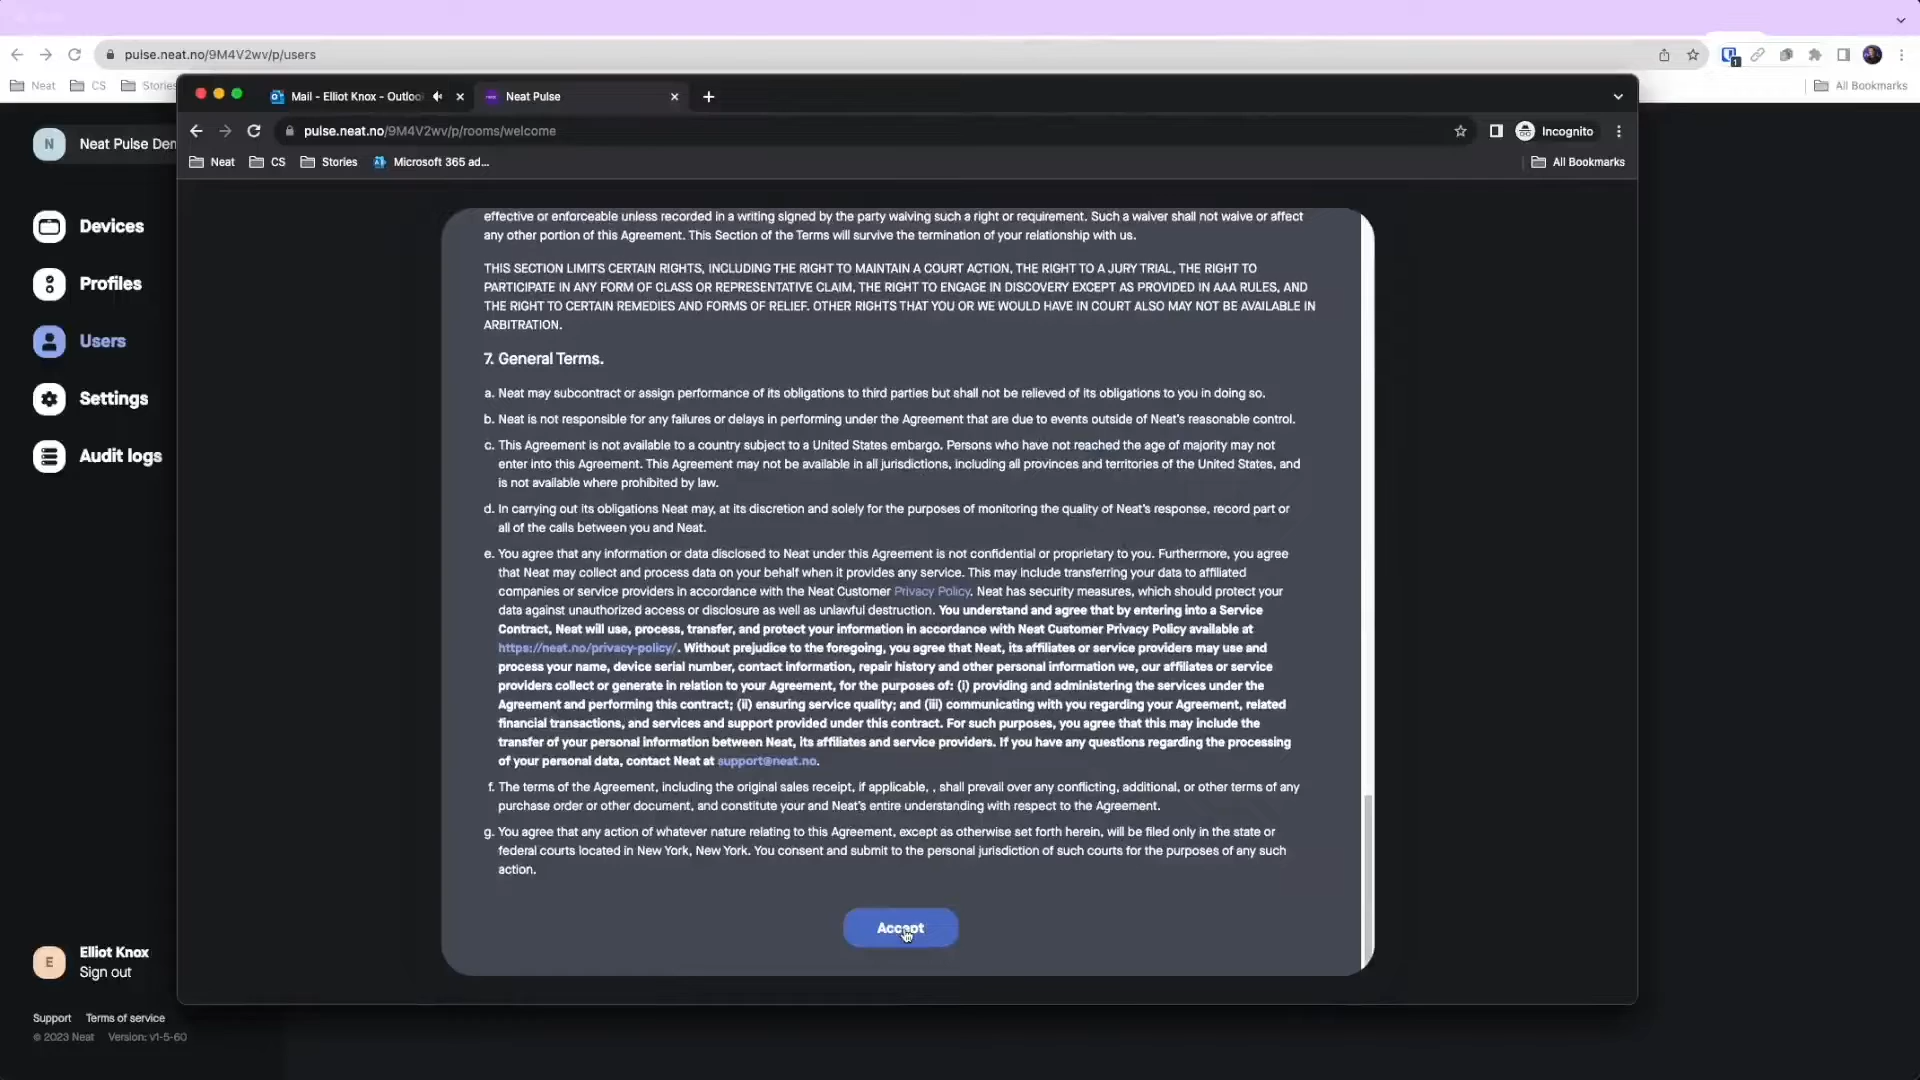 pulse.neat.no/9M4V2wv/p/users
Neat
CS
Stories
All Bookmarks
1
N
Neat Pulse Den
Devices
Profiles
Users
Settings
Audit logs
E
Elliot Knox
Sign out
Support
Terms of service
© 2023 Neat
Version: v1-5-60
Mail - Elliot Knox - Outloo
Neat Pulse
pulse.neat.no/9M4V2wv/p/rooms/welcome
Incognito
Neat
CS
Stories
Microsoft 365 ad...
All Bookmarks
effective or enforceable unless recorded in a writing signed by the party waiving such a right or requirement. Such a waiver shall not waive or affect
any other portion of this Agreement. This Section of the Terms will survive the termination of your relationship with us.
THIS SECTION LIMITS CERTAIN RIGHTS, INCLUDING THE RIGHT TO MAINTAIN A COURT ACTION, THE RIGHT TO A JURY TRIAL, THE RIGHT TO
PARTICIPATE IN ANY FORM OF CLASS OR REPRESENTATIVE CLAIM, THE RIGHT TO ENGAGE IN DISCOVERY EXCEPT AS PROVIDED IN AAA RULES, AND
THE RIGHT TO CERTAIN REMEDIES AND FORMS OF RELIEF. OTHER RIGHTS THAT YOU OR WE WOULD HAVE IN COURT ALSO MAY NOT BE AVAILABLE IN
ARBITRATION.
7. General Terms.
a. Neat may subcontract or assign performance of its obligations to third parties but shall not be relieved of its obligations to you in doing so.
b. Neat is not responsible for any failures or delays in performing under the Agreement that are due to events outside of Neat's reasonable control.
c. This Agreement is not available to a country subject to a United States embargo. Persons who have not reached the age of majority may not
enter into this Agreement. This Agreement may not be available in all jurisdictions, including all provinces and territories of the United States, and
is not available where prohibited by law.
d. In carrying out its obligations Neat may, at its discretion and solely for the purposes of monitoring the quality of Neat's response, record part or
all of the calls between you and Neat.
e. You agree that any information or data disclosed to Neat under this Agreement is not confidential or proprietary to you. Furthermore, you agree
that Neat may collect and process data on your behalf when it provides any service. This may include transferring your data to affiliated
companies or service providers in accordance with the Neat Customer Privacy Policy. Neat has security measures, which should protect your
data against unauthorized access or disclosure as well as unlawful destruction. You understand and agree that by entering into a Service
Contract, Neat will use, process, transfer, and protect your information in accordance with Neat Customer Privacy Policy available at
https://neat.no/privacy-policy/. Without prejudice to the foregoing, you agree that Neat, its affiliates or service providers may use and
process your name, device serial number, contact information, repair history and other personal information we, our affiliates or service
providers collect or generate in relation to your Agreement, for the purposes of: (i) providing and administering the services under the
Agreement and performing this contract; (ii) ensuring service quality; and (iii) communicating with you regarding your Agreement, related
financial transactions, and services and support provided under this contract. For such purposes, you agree that this may include the
transfer of your personal information between Neat, its affiliates and service providers. If you have any questions regarding the processing
of your personal data, contact Neat at support@neat.no.
f. The terms of the Agreement, including the original sales receipt, if applicable, , shall prevail over any conflicting, additional, or other terms of any
purchase order or other document, and constitute your and Neat's entire understanding with respect to the Agreement.
g. You agree that any action of whatever nature relating to this Agreement, except as otherwise set forth herein, will be filed only in the state or
federal courts located in New York, New York. You consent and submit to the personal jurisdiction of such courts for the purposes of any such
action.
Accept